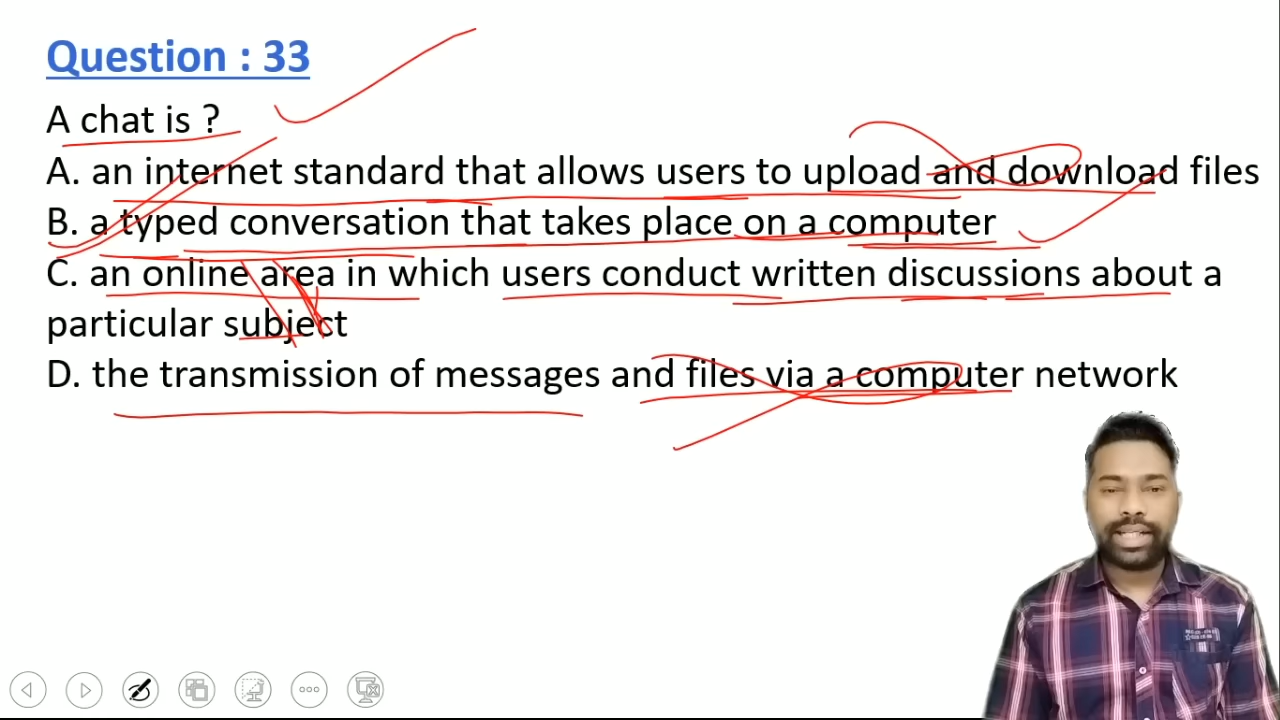 Question : 33
A chat is ?
A. an internet standard that allows users to upload and download files
B. a typed conversation that takes place on a computer
C. an online area in which users conduct written discussions about a
particular subject
D. the transmission of messages and files via a computer network